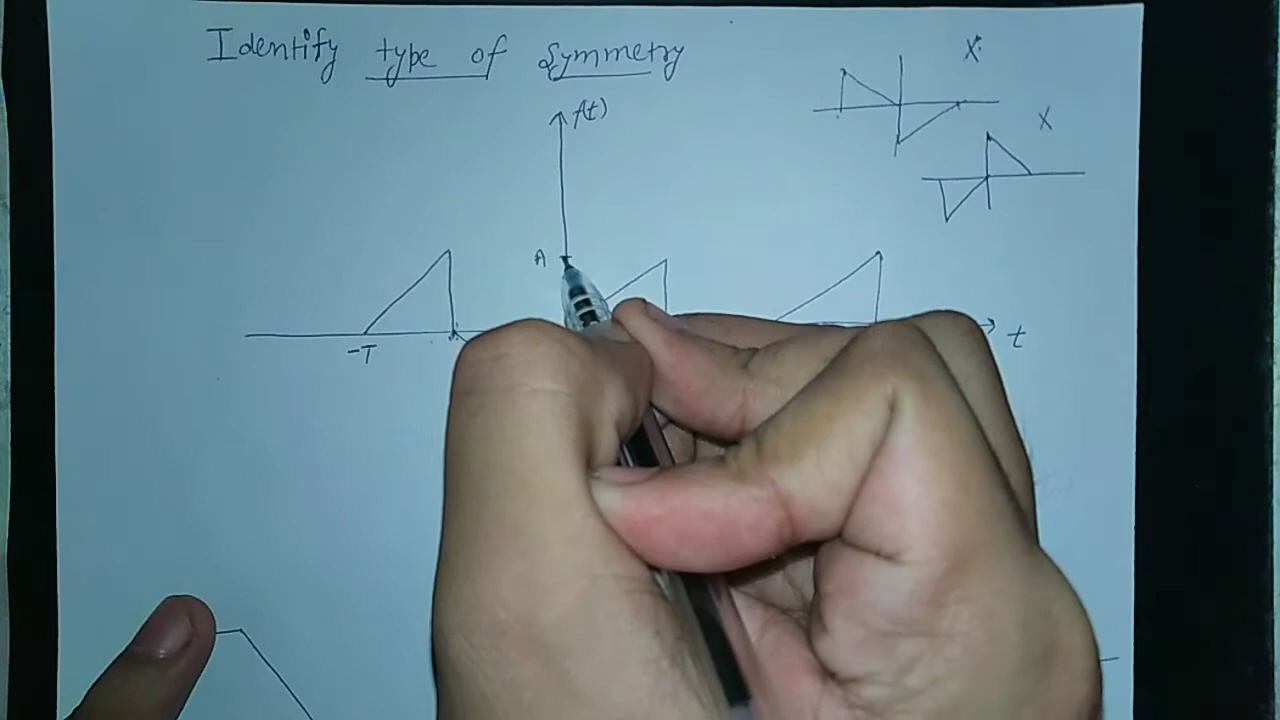 Identify type of Symmetry
X
f(t)
X
A
-T
t